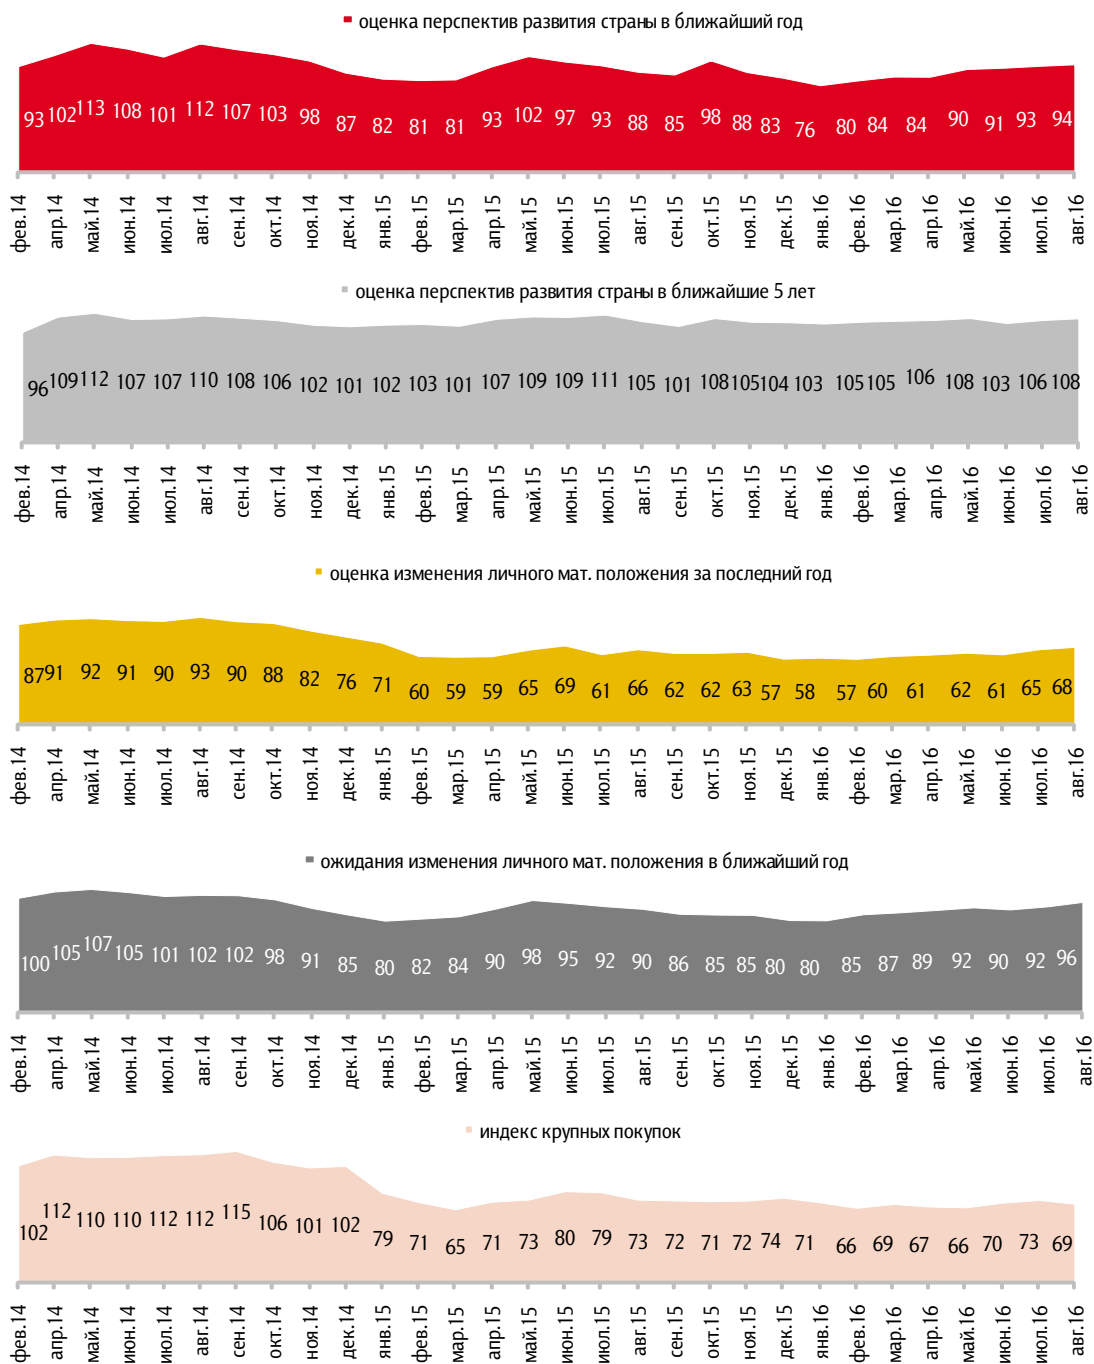 оценка перспектив развития страны в ближайший год
93 102 113 108 101 112 107 103 98 87 82 81 81 93 102 97 93 88 85 98 88 83 76 80 84 84 90 91 93 94
фев.14 апр.14 май.14 июн.14 июл.14 авг.14 сен.14 окт.14 ноя.14 дек.14 янв.15 фев.15 мар.15 апр.15 май.15 июн.15 июл.15 авг.15 сен.15 окт.15 ноя.15 дек.15 янв.16 фев.16 мар.16 апр.16 май.16 июн.16 июл.16 авг.16
оценка перспектив развития страны в ближайшие 5 лет
96 109 112 107 107 110 108 106 102 101 102 103 101 107 109 109 111 105 101 108 105 104 103 105 105 106 108 103 106 108
фев.14 апр.14 май.14 июн.14 июл.14 авг.14 сен.14 окт.14 ноя.14 дек.14 янв.15 фев.15 мар.15 апр.15 май.15 июн.15 июл.15 авг.15 сен.15 окт.15 ноя.15 дек.15 янв.16 фев.16 мар.16 апр.16 май.16 июн.16 июл.16 авг.16
оценка изменения личного мат. положения за последний год
87 91 92 91 90 93 90 88 82 76 71 60 59 59 65 69 61 66 62 62 63 57 58 57 60 61 62 61 65 68
фев.14 апр.14 май.14 июн.14 июл.14 авг.14 сен.14 окт.14 ноя.14 дек.14 янв.15 фев.15 мар.15 апр.15 май.15 июн.15 июл.15 авг.15 сен.15 окт.15 ноя.15 дек.15 янв.16 фев.16 мар.16 апр.16 май.16 июн.16 июл.16 авг.16
ожидания изменения личного мат. положения в ближайший год
100 105 107 105 101 102 102 98 91 85 80 82 84 90 98 95 92 90 86 85 85 80 80 85 87 89 92 90 92 96
фев.14 апр.14 май.14 июн.14 июл.14 авг.14 сен.14 окт.14 ноя.14 дек.14 янв.15 фев.15 мар.15 апр.15 май.15 июн.15 июл.15 авг.15 сен.15 окт.15 ноя.15 дек.15 янв.16 фев.16 мар.16 апр.16 май.16 июн.16 июл.16 авг.16
индекс крупных покупок
102 112 110 110 112 112 115 106 101 102 79 71 65 71 73 80 79 73 72 71 72 74 71 66 69 67 66 70 73 69
фев.14 апр.14 май.14 июн.14 июл.14 авг.14 сен.14 окт.14 ноя.14 дек.14 янв.15 фев.15 мар.15 апр.15 май.15 июн.15 июл.15 авг.15 сен.15 окт.15 ноя.15 дек.15 янв.16 фев.16 мар.16 апр.16 май.16 июн.16 июл.16 авг.16